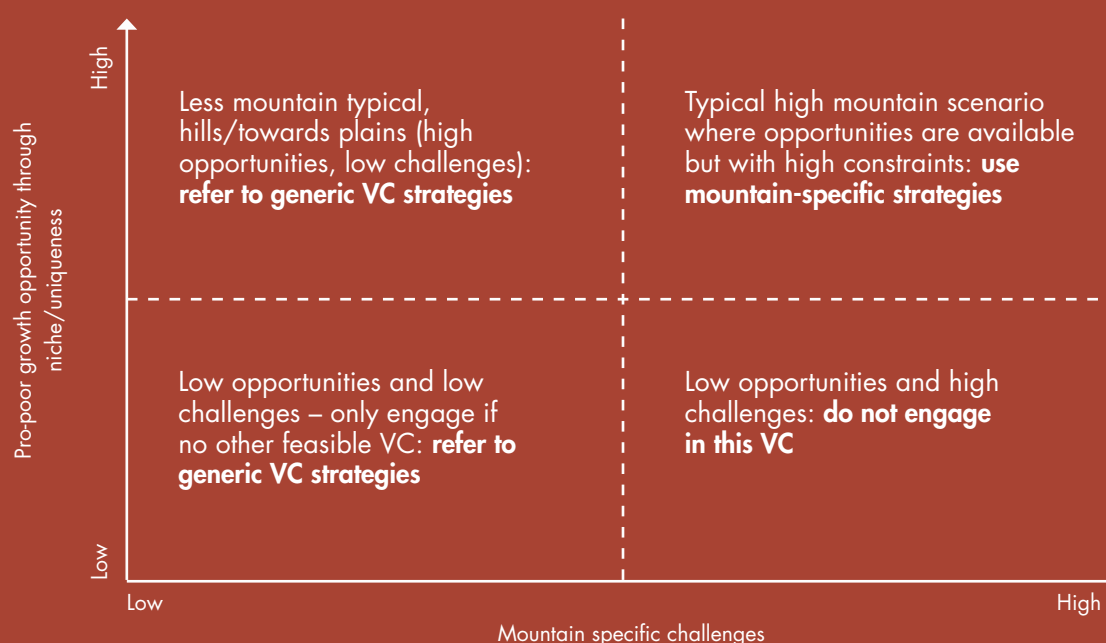 High
Less mountain typical,
hills/towards plains (high
opportunities, low challenges):
refer to generic VC strategies
Typical high mountain scenario
where opportunities are available
but with high constraints: use
mountain-specific strategies
Pro-poor growth opportunity through
niche/uniqueness
Low opportunities and low
challenges – only engage if
no other feasible VC: refer to
generic VC strategies
Low opportunities and high
challenges: do not engage
in this VC
Low
Low
High
Mountain specific challenges